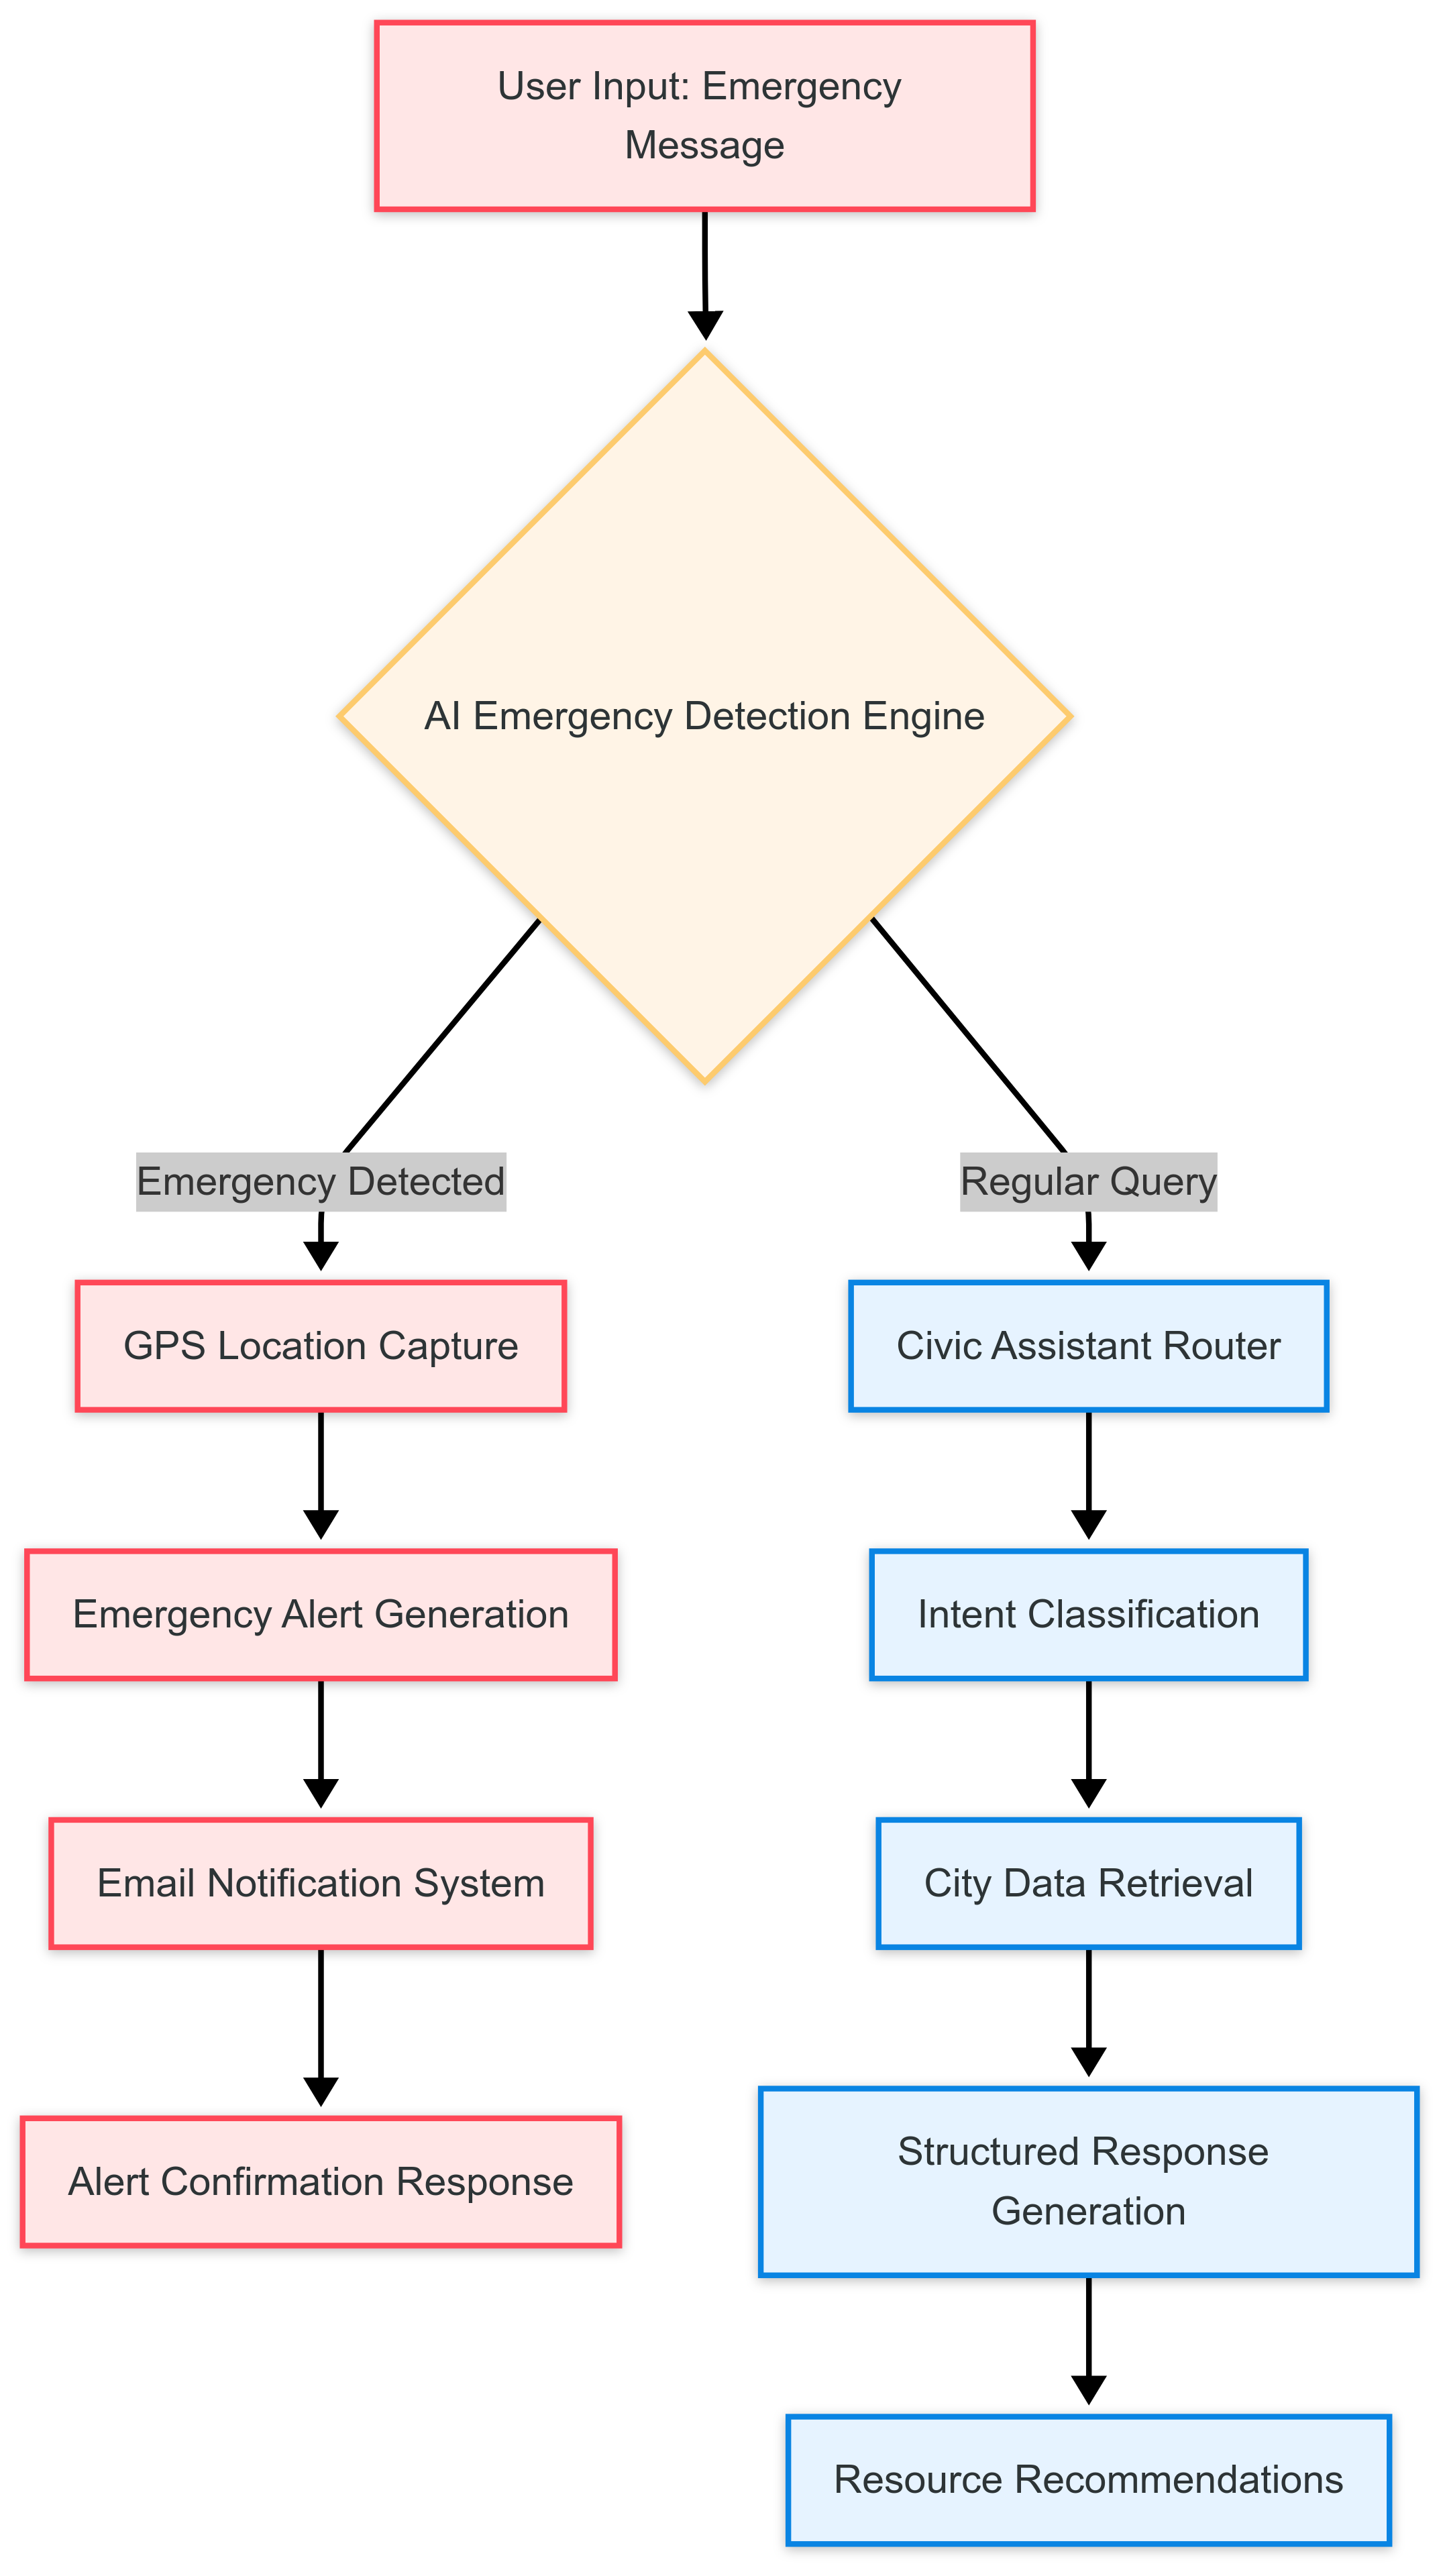 User Input: Emergency
Message
AI Emergency Detection Engine
Emergency Detected
Regular Query
GPS Location Capture
Civic Assistant Router
Emergency Alert Generation
Intent Classification
Email Notification System
City Data Retrieval
Alert Confirmation Response
Structured Response
Generation
Resource Recommendations